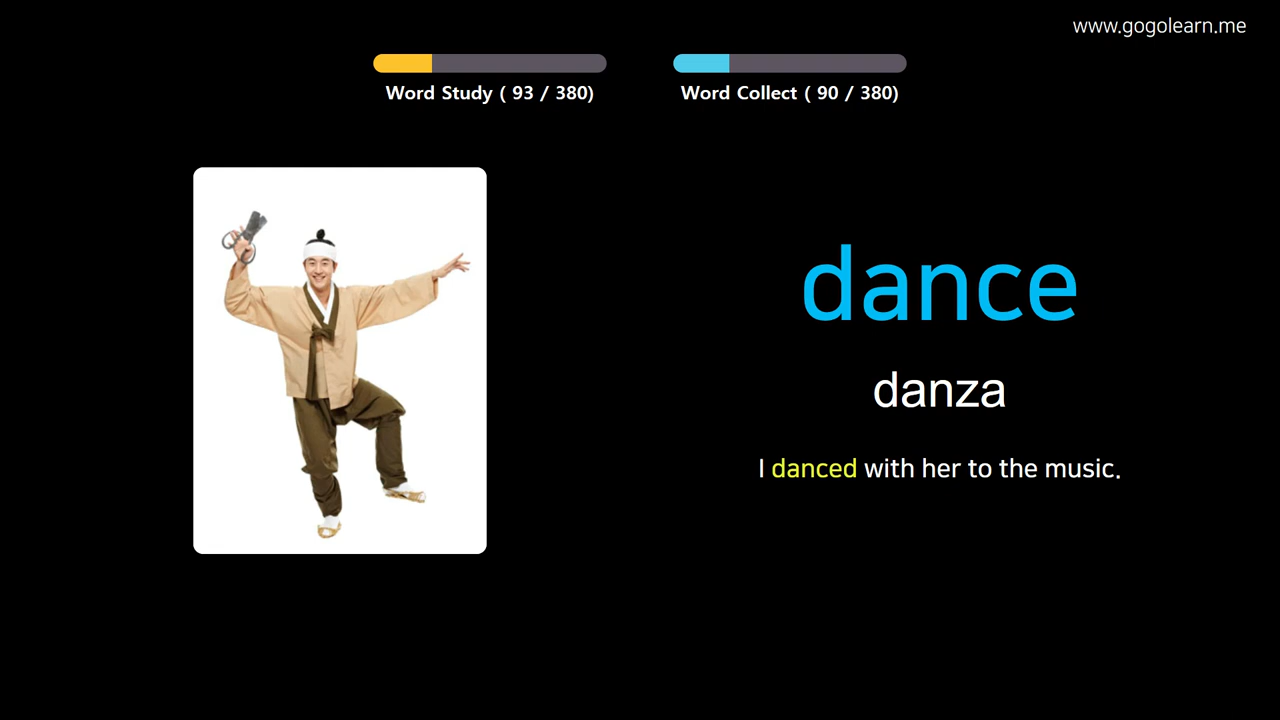 www.gogolearn.me
Word Study ( 93 / 380)
Word Collect ( 90 / 380)
dance
danza
I danced with her to the music.